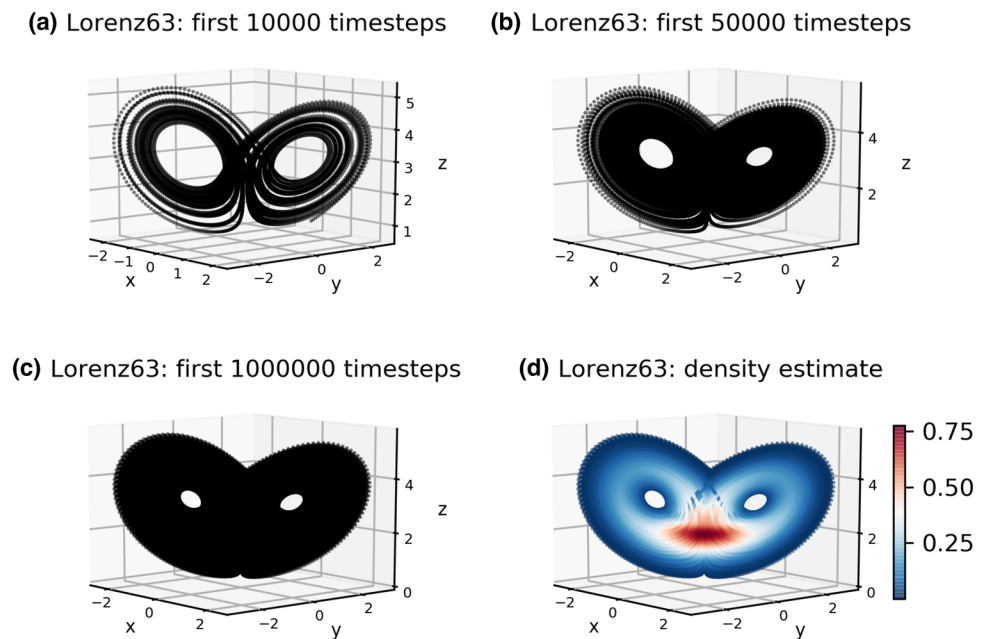 (a) Lorenz63: first 10000 timesteps
(b) Lorenz63: first 50000 timesteps
5
4
3
2
1
z
−2
−1
0
1
2
x
−2
0
2
y
4
2
z
−2
0
2
x
−2
0
2
y
(c) Lorenz63: first 1000000 timesteps
(d) Lorenz63: density estimate
4
2
0
z
−2
0
2
x
−2
0
2
y
4
2
0
−2
0
2
x
−2
0
2
y
0.75
0.50
0.25